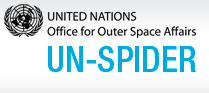 UNITED NATIONS
Office for Outer Space Affairs
UN-SPIDER